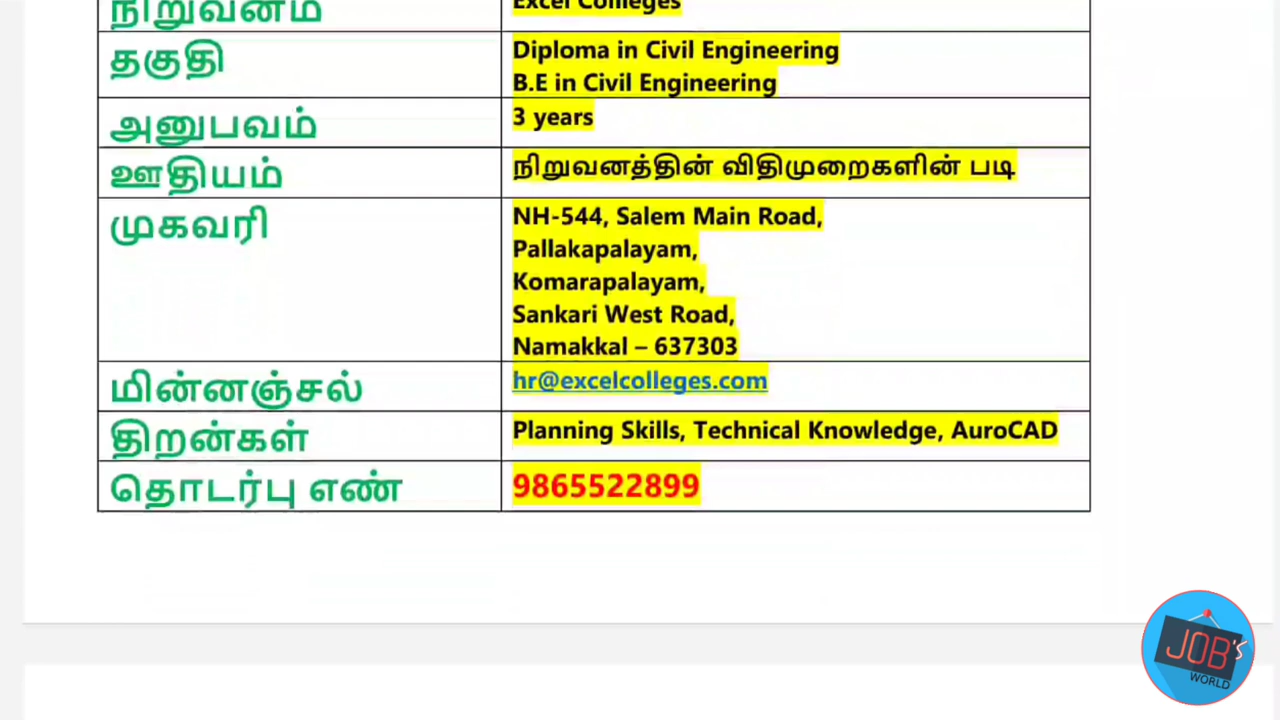 நிறுவனம்
Excel Colleges
தகுதி
Diploma in Civil Engineering
B.E in Civil Engineering
அனுபவம்
3 years
ஊதியம்
நிறுவனத்தின் விதிமுறைகளின் படி
முகவரி
NH-544, Salem Main Road,
Pallakapalayam,
Komarapalayam,
Sankari West Road,
Namakkal – 637303
மின்னஞ்சல்
hr@excelcolleges.com
திறன்கள்
Planning Skills, Technical Knowledge, AuroCAD
தொடர்பு எண்
9865522899
JOB'S
WORLD